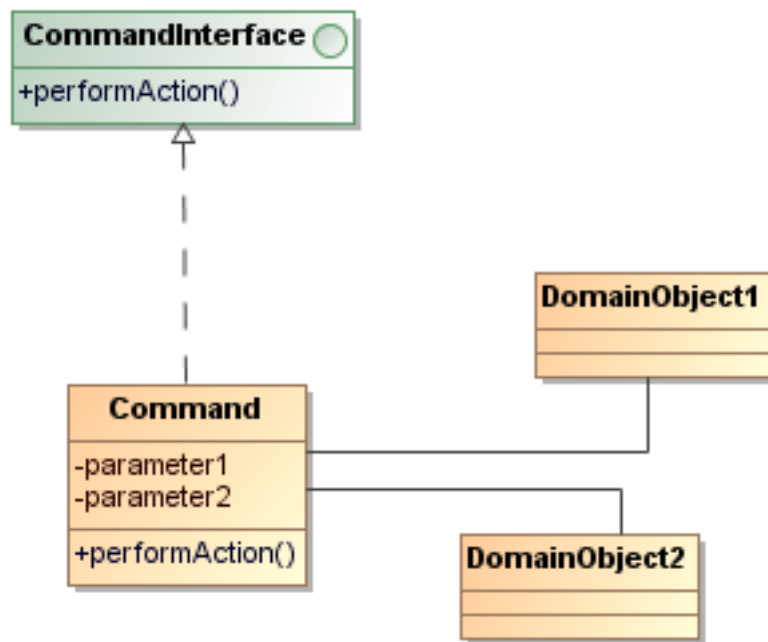 CommandInterface
+performAction()
DomainObject1
Command
-parameter1
-parameter2
+performAction()
DomainObject2